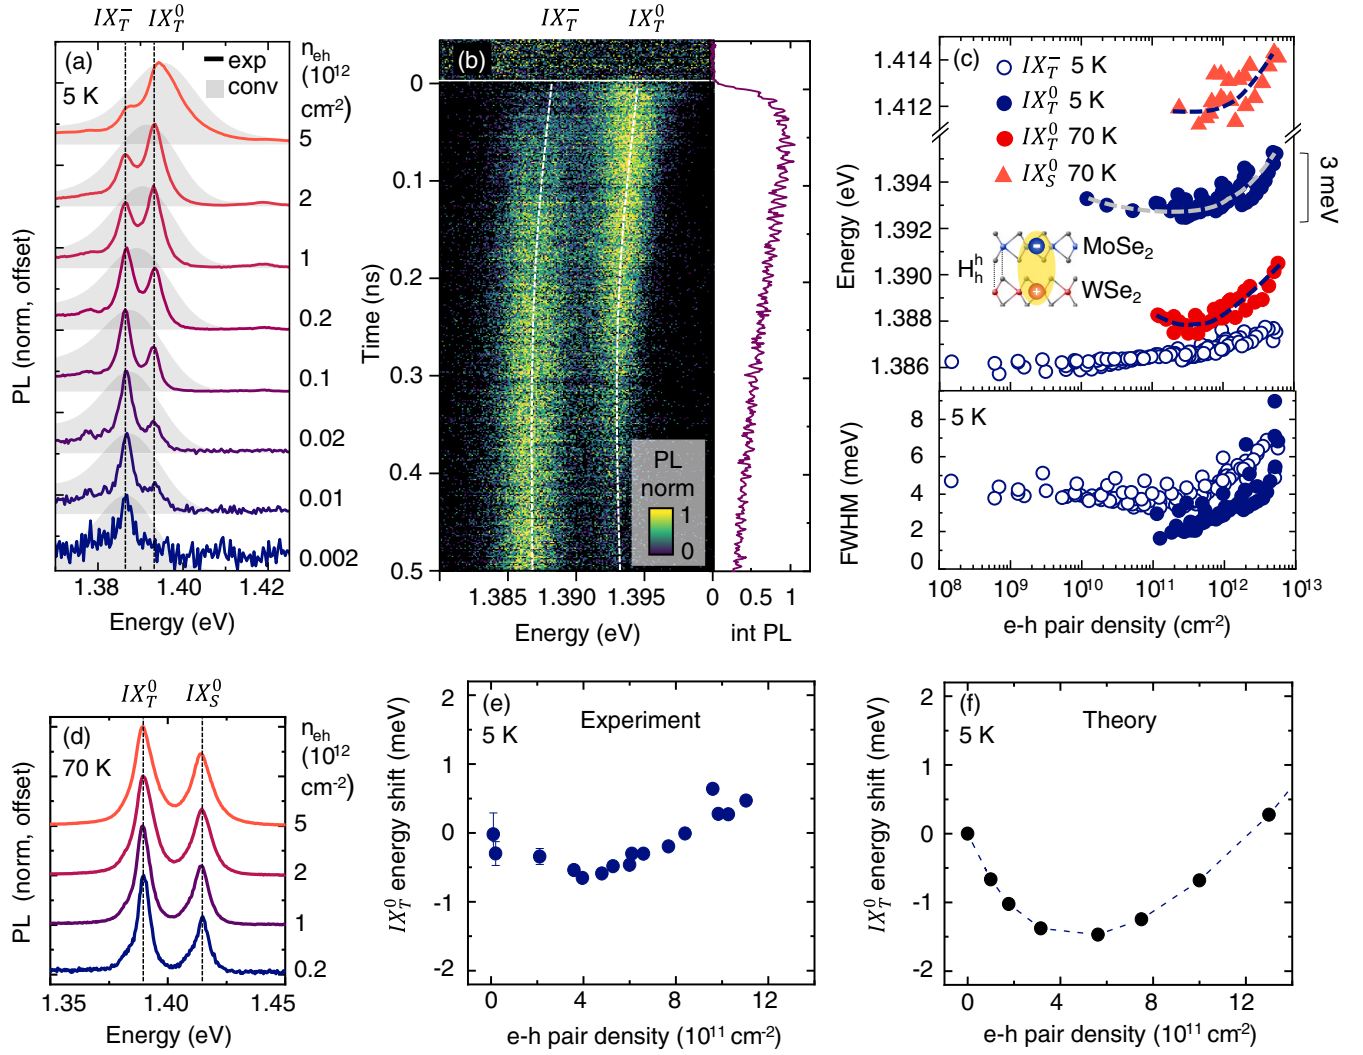 IX_T^- IX_T^0
(a)
5 K
exp
conv
n_eh
(10^12
cm^-2)
5
2
1
0.2
0.1
0.02
0.01
0.002
PL (norm, offset)
1.38 1.40 1.42
Energy (eV)
IX_T^- IX_T^0
(b)
0
0.1
0.2
0.3
0.4
0.5
Time (ns)
PL
norm
1
0
1.385 1.390 1.395
Energy (eV)
0 0.5 1
int PL
(c)
IX_T^- 5 K
IX_T^0 5 K
IX_T^0 70 K
IX_S^0 70 K
1.414
1.412
1.394
1.392
1.390
1.388
1.386
Energy (eV)
3 meV
H_h^h
MoSe2
WSe2
+
5 K
8
6
4
2
0
FWHM (meV)
10^8 10^9 10^10 10^11 10^12 10^13
e-h pair density (cm^-2)
IX_T^0 IX_S^0
(d)
70 K
n_eh
(10^12
cm^-2)
5
2
1
0.2
PL (norm, offset)
1.35 1.40 1.45
Energy (eV)
(e)
5 K
Experiment
2
1
0
-1
-2
IX_T^0 energy shift (meV)
0 4 8 12
e-h pair density (10^11 cm^-2)
(f)
5 K
Theory
2
1
0
-1
-2
IX_T^0 energy shift (meV)
0 4 8 12
e-h pair density (10^11 cm^-2)